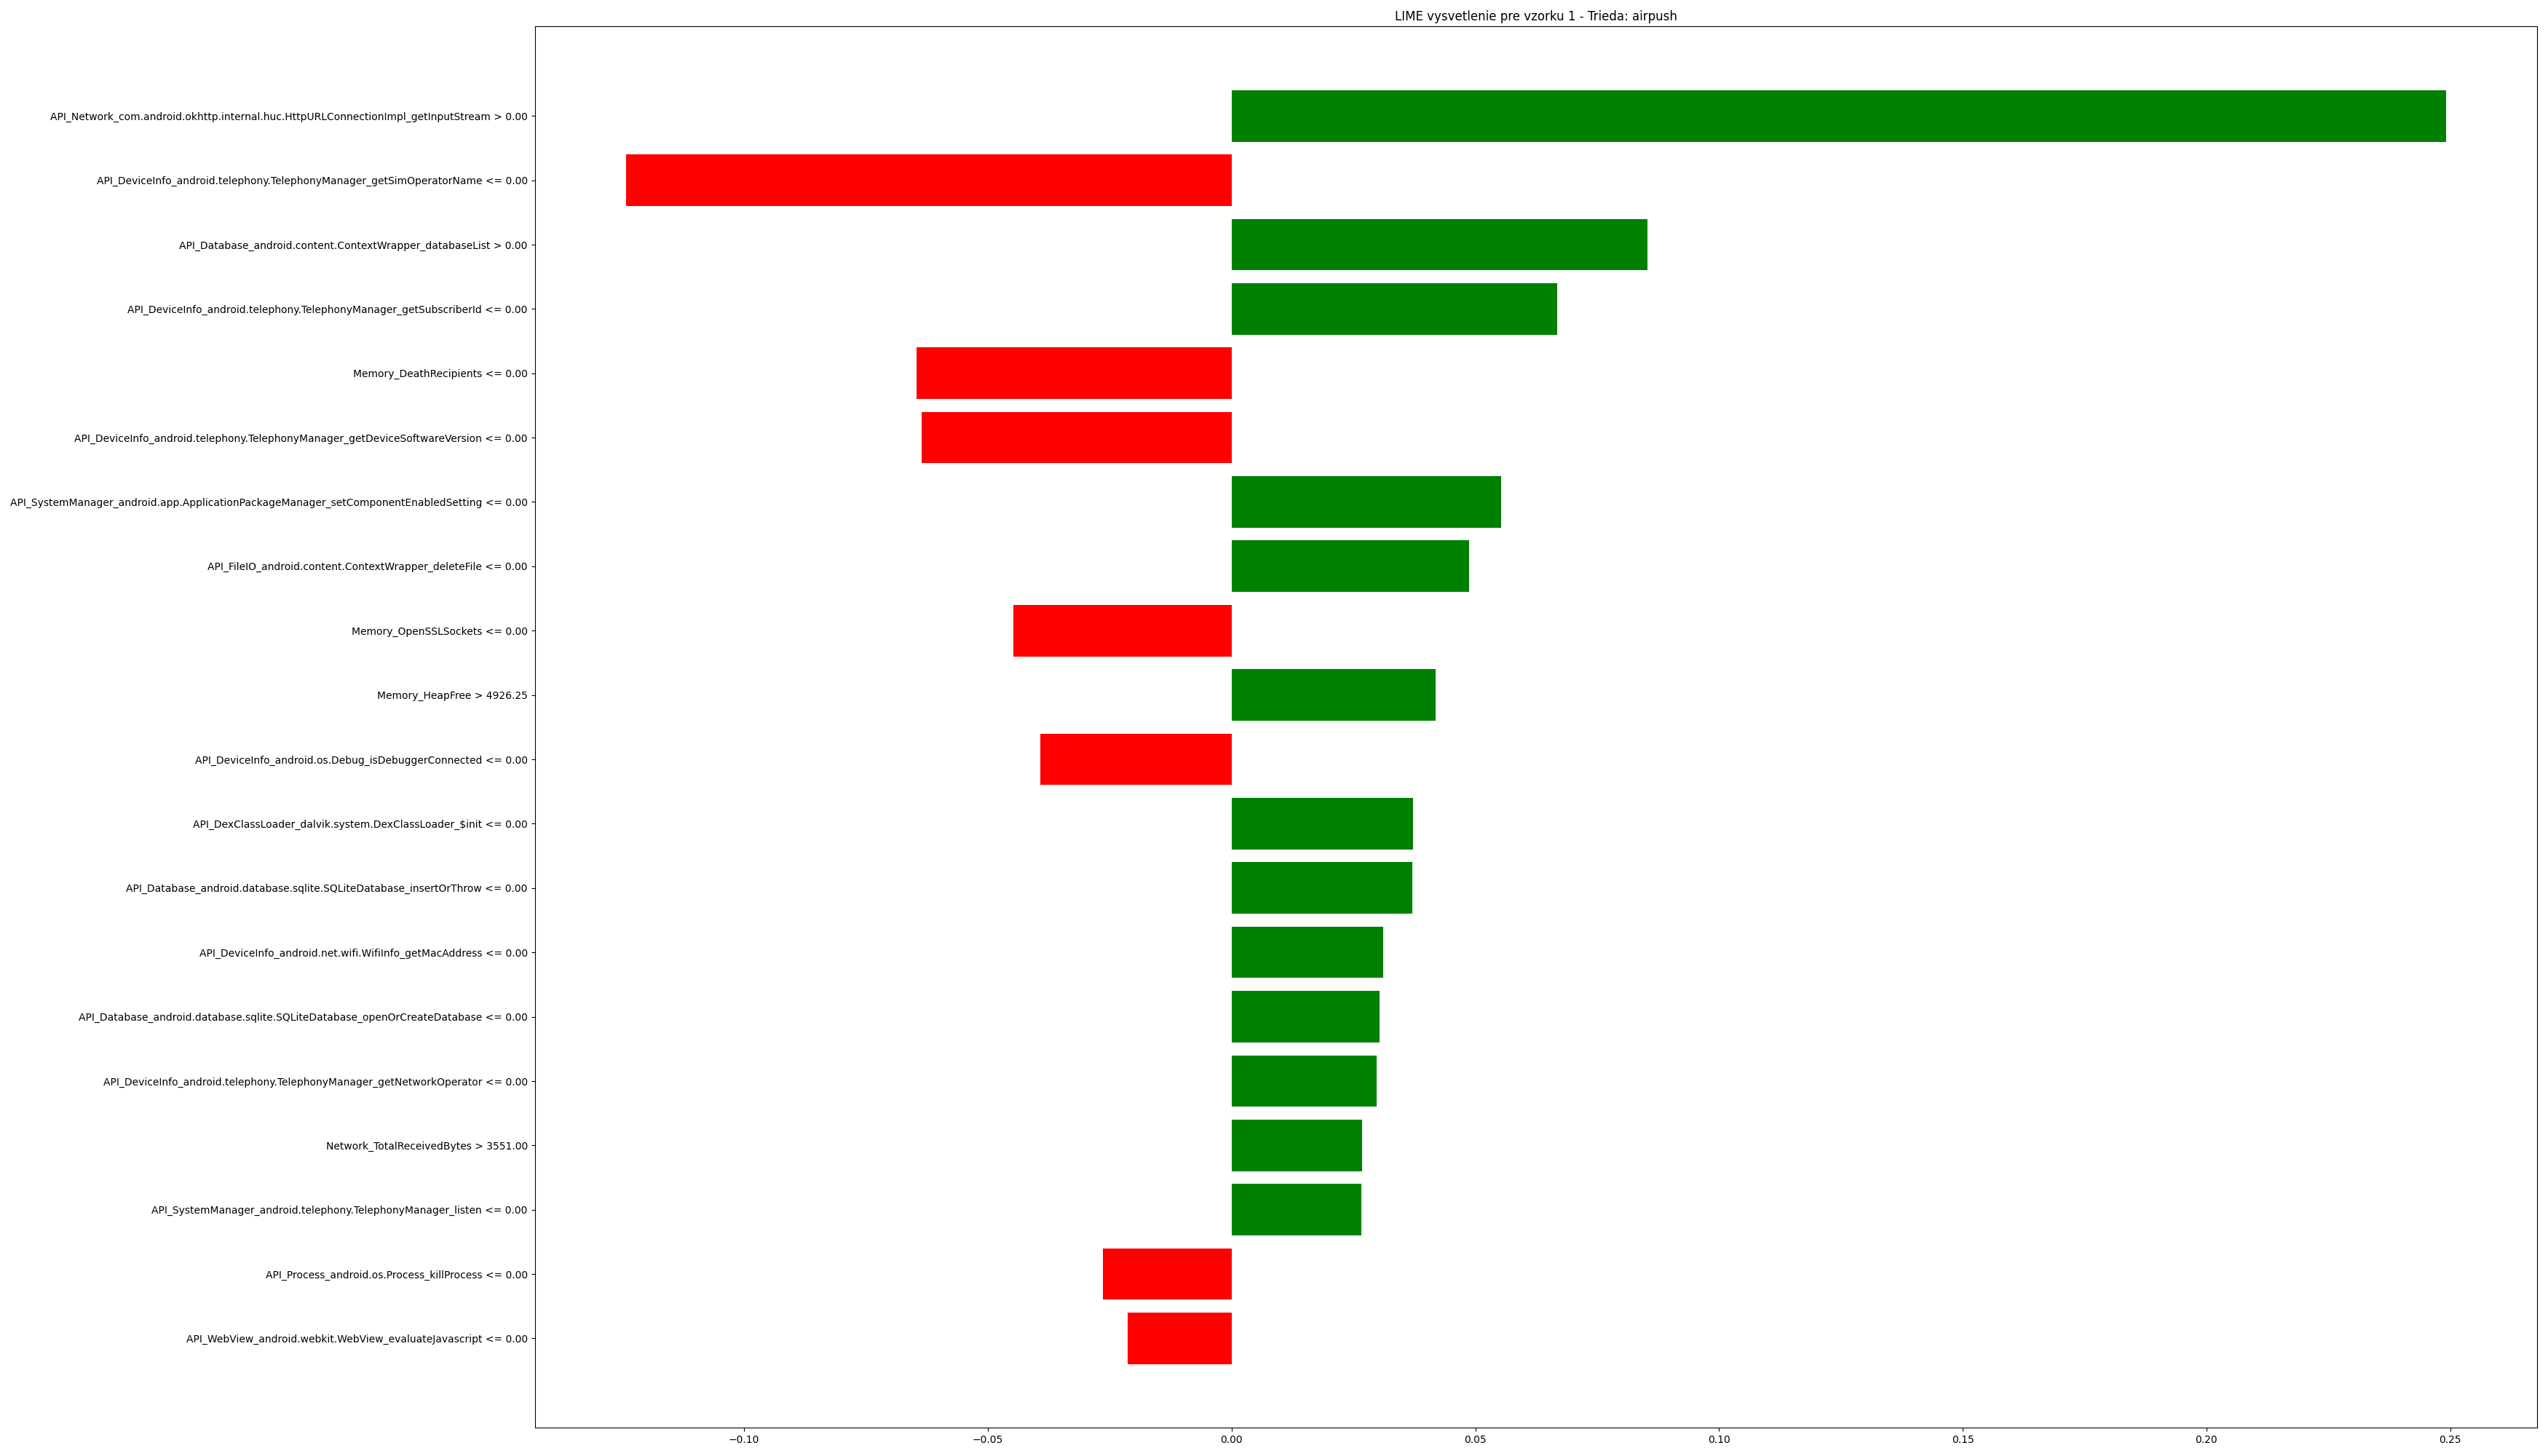 LIME vysvetlenie pre vzorku 1 - Trieda: airpush
API_Network_com.android.okhttp.internal.huc.HttpURLConnectionImpl_getInputStream > 0.00
API_DeviceInfo_android.telephony.TelephonyManager_getSimOperatorName <= 0.00
API_Database_android.content.ContextWrapper_databaseList > 0.00
API_DeviceInfo_android.telephony.TelephonyManager_getSubscriberId <= 0.00
Memory_DeathRecipients <= 0.00
API_DeviceInfo_android.telephony.TelephonyManager_getDeviceSoftwareVersion <= 0.00
API_SystemManager_android.app.ApplicationPackageManager_setComponentEnabledSetting <= 0.00
API_FileIO_android.content.ContextWrapper_deleteFile <= 0.00
Memory_OpenSSLSockets <= 0.00
Memory_HeapFree > 4926.25
API_DeviceInfo_android.os.Debug_isDebuggerConnected <= 0.00
API_DexClassLoader_dalvik.system.DexClassLoader_$init <= 0.00
API_Database_android.database.sqlite.SQLiteDatabase_insertOrThrow <= 0.00
API_DeviceInfo_android.net.wifi.WifiInfo_getMacAddress <= 0.00
API_Database_android.database.sqlite.SQLiteDatabase_openOrCreateDatabase <= 0.00
API_DeviceInfo_android.telephony.TelephonyManager_getNetworkOperator <= 0.00
Network_TotalReceivedBytes > 3551.00
API_SystemManager_android.telephony.TelephonyManager_listen <= 0.00
API_Process_android.os.Process_killProcess <= 0.00
API_WebView_android.webkit.WebView_evaluateJavascript <= 0.00
−0.10 −0.05 0.00 0.05 0.10 0.15 0.20 0.25